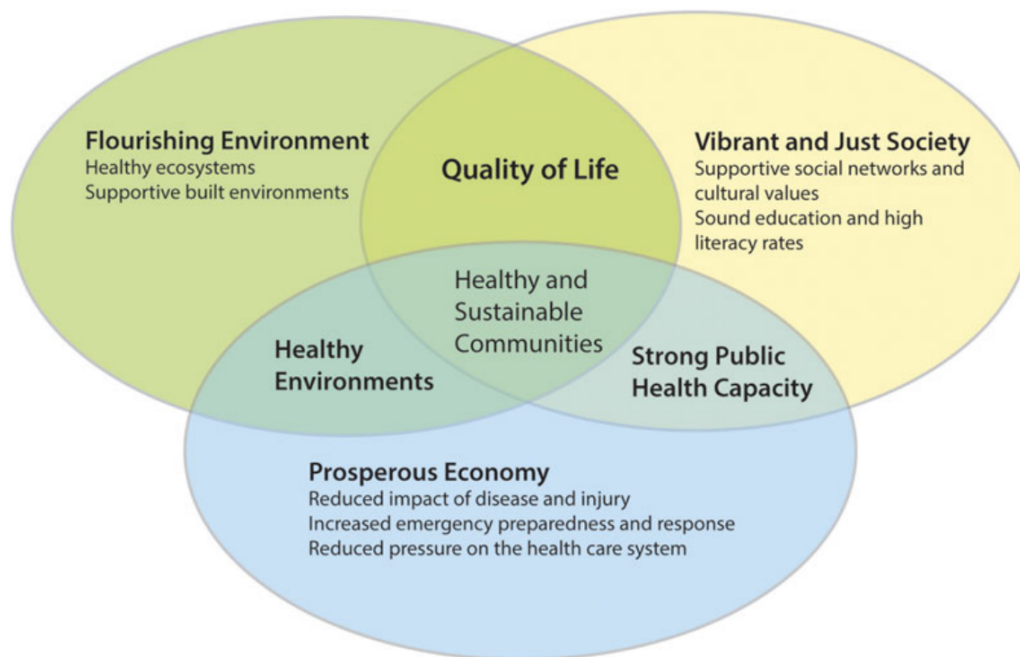 Flourishing Environment
Healthy ecosystems
Supportive built environments
Quality of Life
Vibrant and Just Society
Supportive social networks and
cultural values
Sound education and high
literacy rates
Healthy and
Sustainable
Communities
Healthy
Environments
Strong Public
Health Capacity
Prosperous Economy
Reduced impact of disease and injury
Increased emergency preparedness and response
Reduced pressure on the health care system